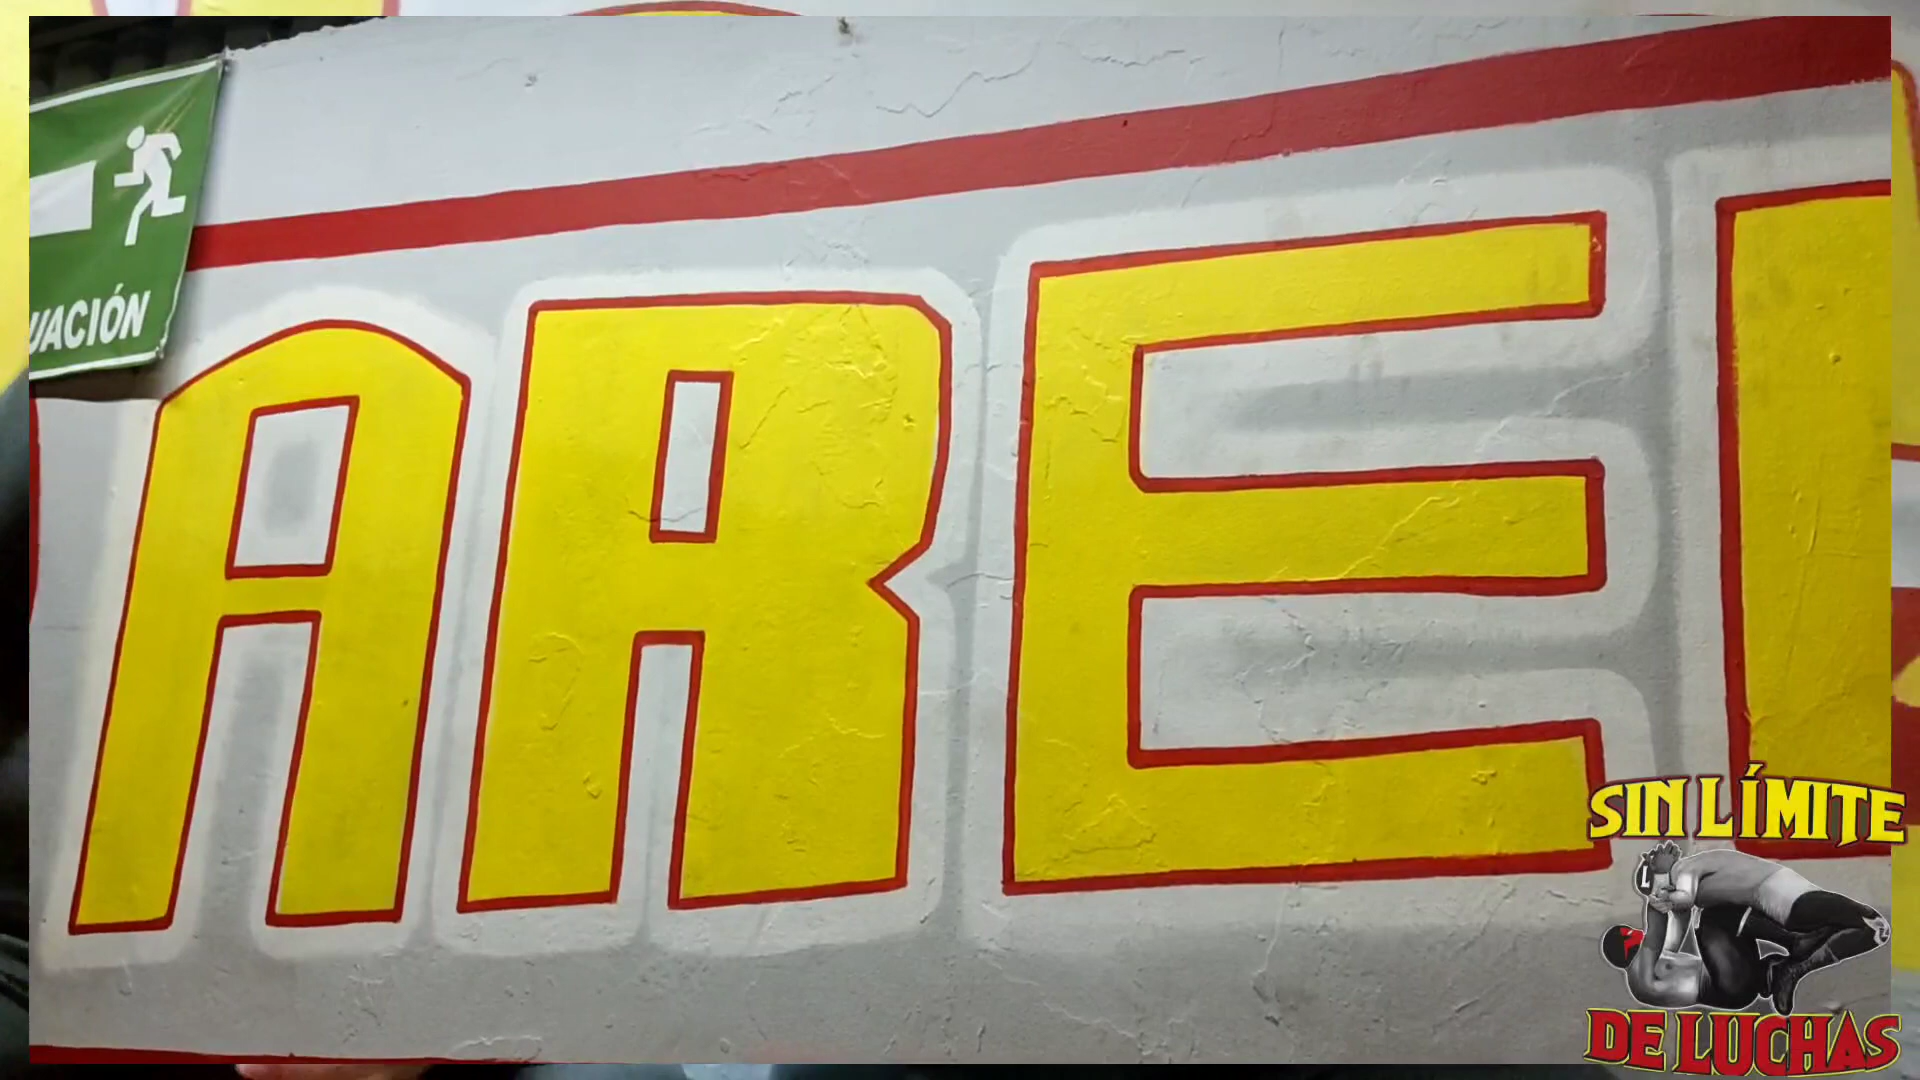 UACIÓN
ARE
SIN LÍMITE
DE LUCHAS